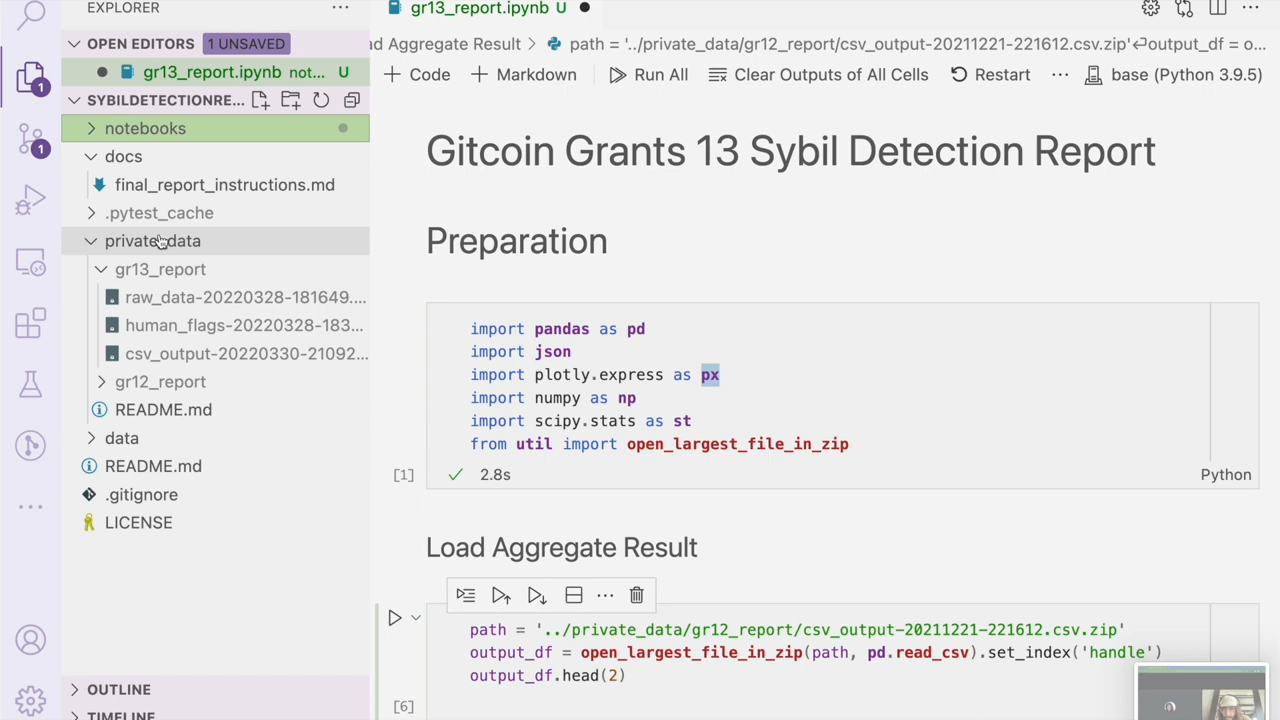 EXPLORER
OPEN EDITORS 1 UNSAVED
gr13_report.ipynb not... U
SYBILDETECTIONRE...
notebooks
docs
final_report_instructions.md
.pytest_cache
private_data
gr13_report
raw_data-20220328-181649....
human_flags-20220328-183...
csv_output-20220330-21092...
gr12_report
README.md
data
README.md
.gitignore
LICENSE
OUTLINE
TIMELINE
1
1
gr13_report.ipynb U
ad Aggregate Result > path = '../private_data/gr12_report/csv_output-20211221-221612.csv.zip'↵output_df = o...
+ Code + Markdown Run All Clear Outputs of All Cells Restart ... base (Python 3.9.5)
Gitcoin Grants 13 Sybil Detection Report
Preparation
import pandas as pd
import json
import plotly.express as px
import numpy as np
import scipy.stats as st
from util import open_largest_file_in_zip
[1] 2.8s Python
Load Aggregate Result
path = '../private_data/gr12_report/csv_output-20211221-221612.csv.zip'
output_df = open_largest_file_in_zip(path, pd.read_csv).set_index('handle')
output_df.head(2)
[6]